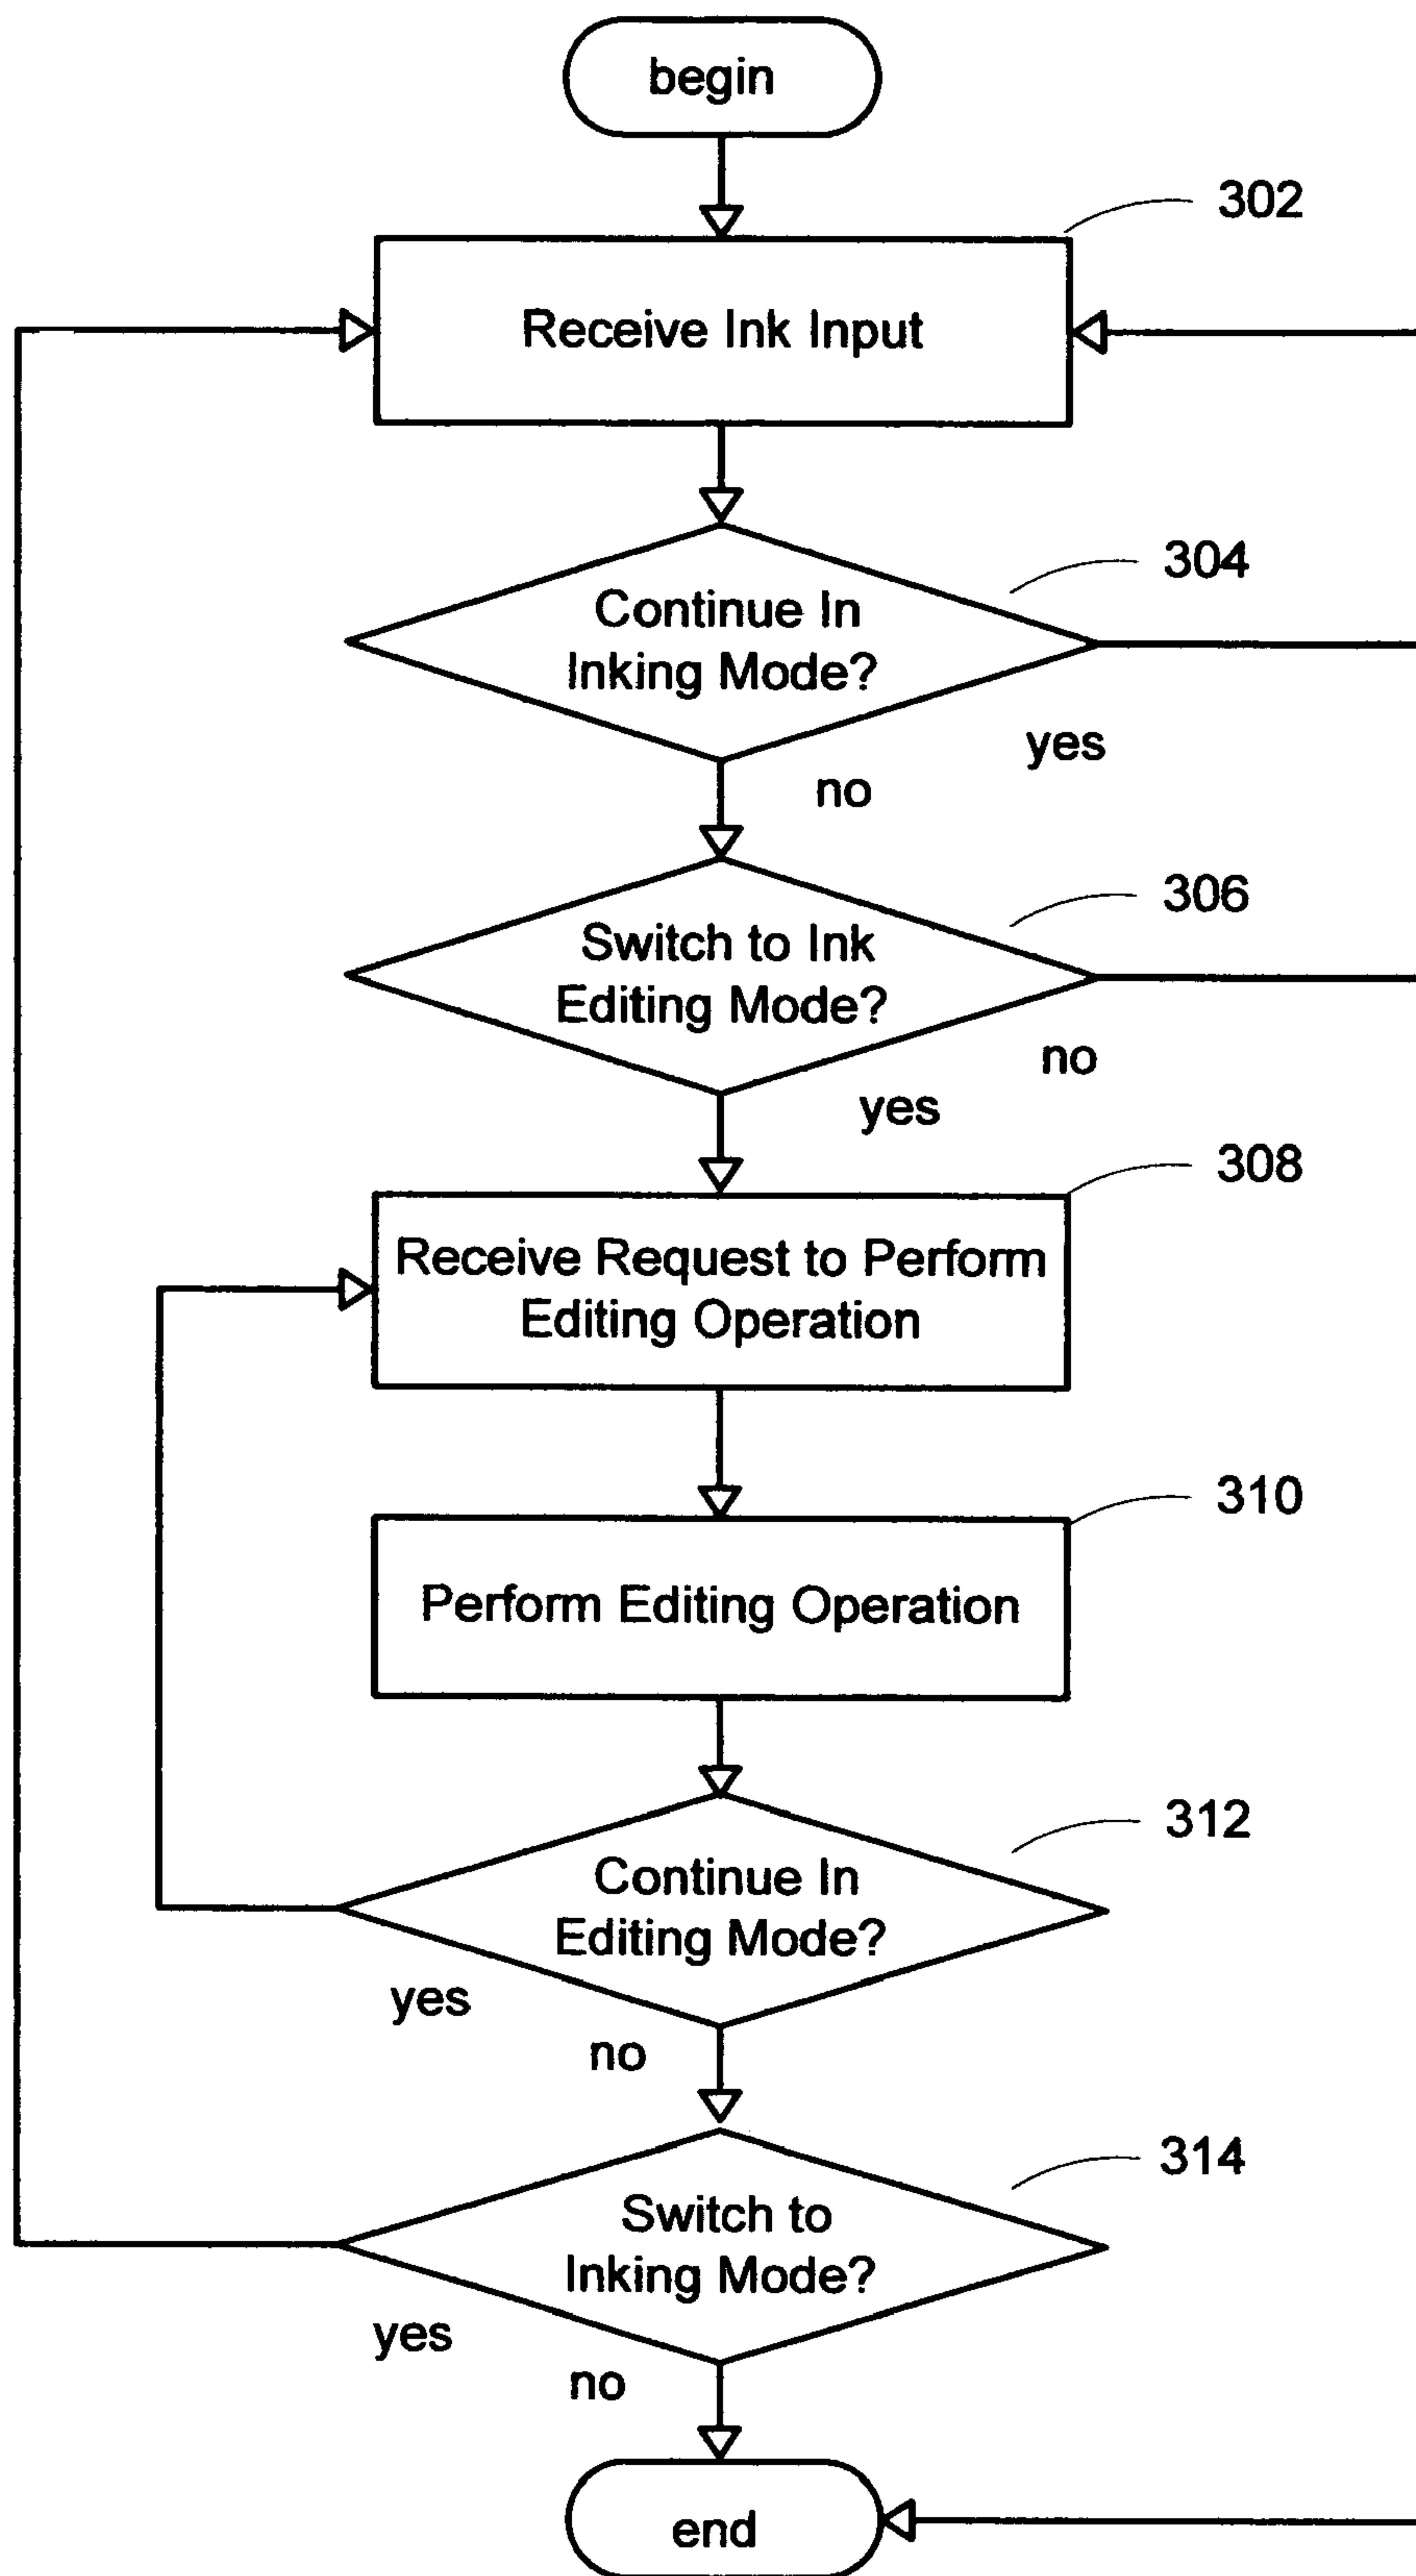 begin
302
Receive Ink Input
304
Continue In
Inking Mode?
yes
no
306
Switch to Ink
Editing Mode?
no
yes
308
Receive Request to Perform
Editing Operation
310
Perform Editing Operation
312
Continue In
Editing Mode?
yes
no
314
Switch to
Inking Mode?
yes
no
end